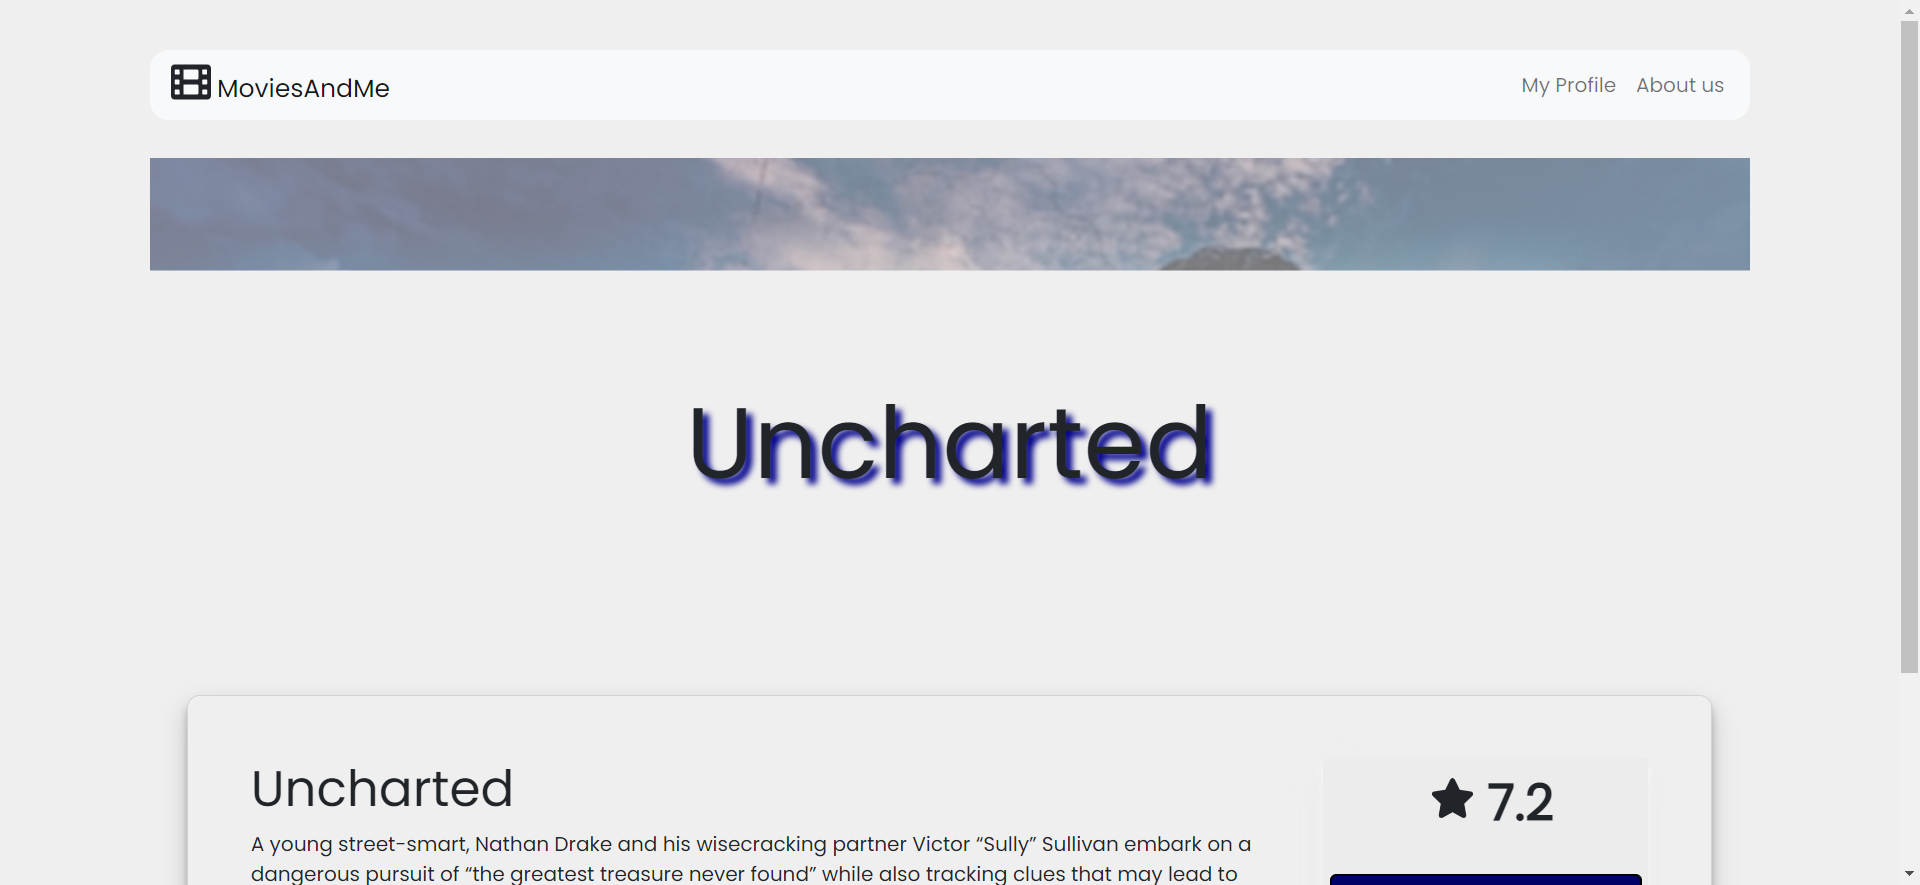 MoviesAndMe
My Profile
About us
Uncharted
Uncharted
7.2
A young street-smart, Nathan Drake and his wisecracking partner Victor “Sully” Sullivan embark on a
dangerous pursuit of “the greatest treasure never found” while also tracking clues that may lead to